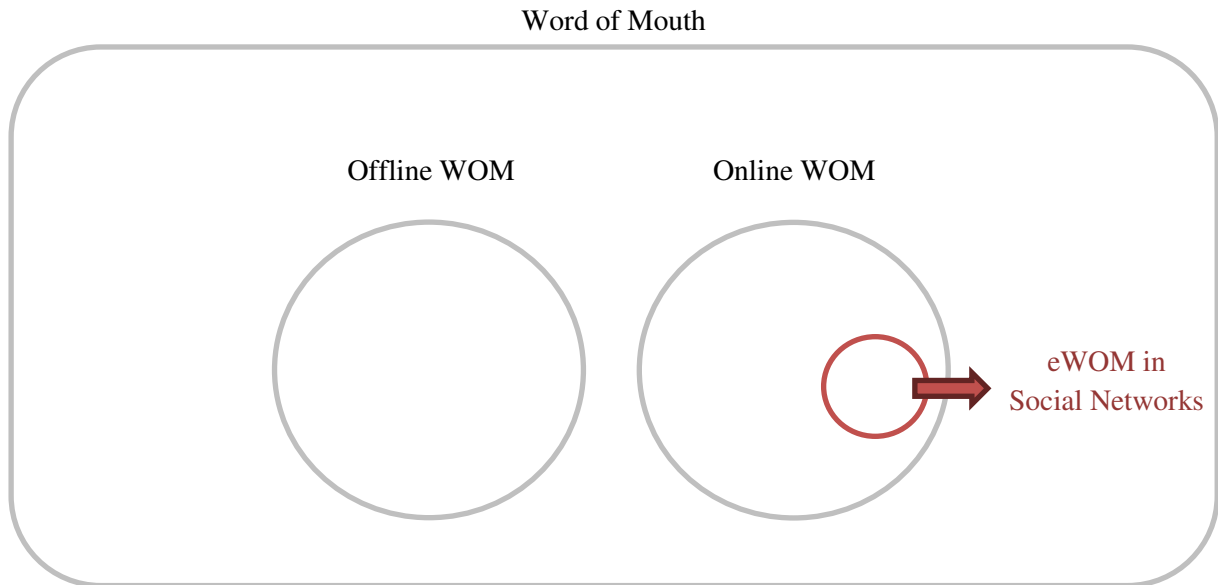 Word of Mouth
Offline WOM
Online WOM
eWOM in
Social Networks